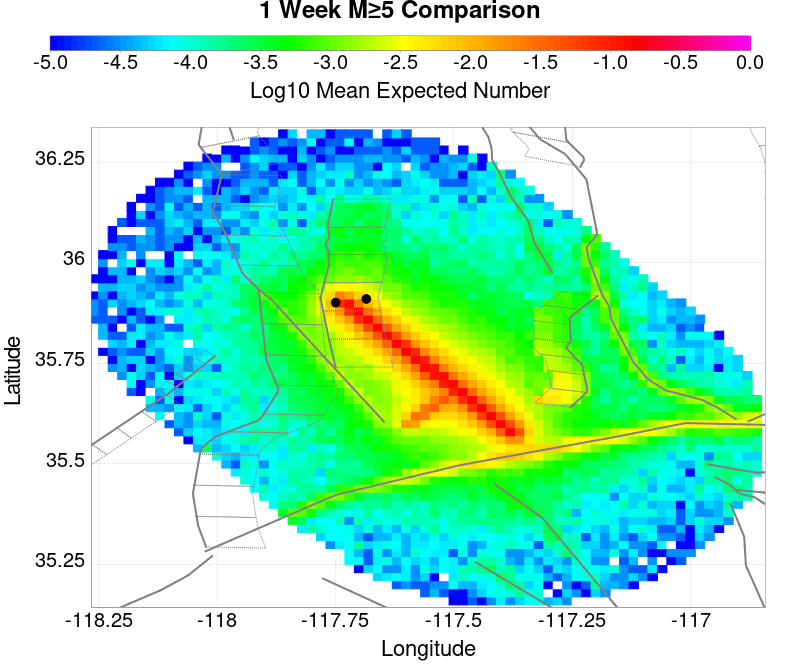 1 Week M≥5 Comparison
-5.0 -4.5 -4.0 -3.5 -3.0 -2.5 -2.0 -1.5 -1.0 -0.5 0.0
Log10 Mean Expected Number
36.25
36
35.75
35.5
35.25
Latitude
-118.25 -118 -117.75 -117.5 -117.25 -117
Longitude